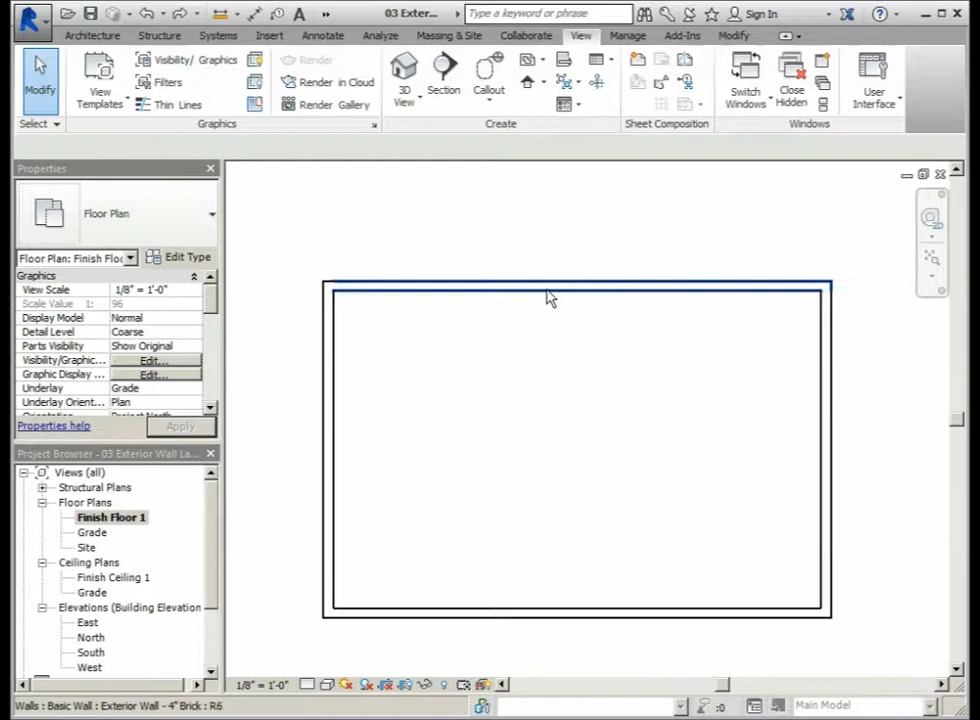 03 Exter...
Type a keyword or phrase
Sign In
Architecture Structure Systems Insert Annotate Analyze Massing & Site Collaborate View Manage Add-Ins Modify
Modify
View
Templates
Visibility/ Graphics
Filters
Thin Lines
Render
Render in Cloud
Render Gallery
3D
View
Section
Callout
Switch
Windows
Close
Hidden
User
Interface
Select Graphics Create Sheet Composition Windows
Properties
Floor Plan
Floor Plan: Finish Floo
Edit Type
Graphics
View Scale 1/8" = 1'-0"
Scale Value 1: 96
Display Model Normal
Detail Level Coarse
Parts Visibility Show Original
Visibility/Graphic... Edit...
Graphic Display ... Edit...
Underlay Grade
Underlay Orient... Plan
Orientation Project North
Properties help
Apply
Project Browser - 03 Exterior Wall La...
Views (all)
Structural Plans
Floor Plans
Finish Floor 1
Grade
Site
Ceiling Plans
Finish Ceiling 1
Grade
Elevations (Building Elevation
East
North
South
West
2D
1/8" = 1'-0"
Walls : Basic Wall : Exterior Wall - 4" Brick : R6
:0
Main Model